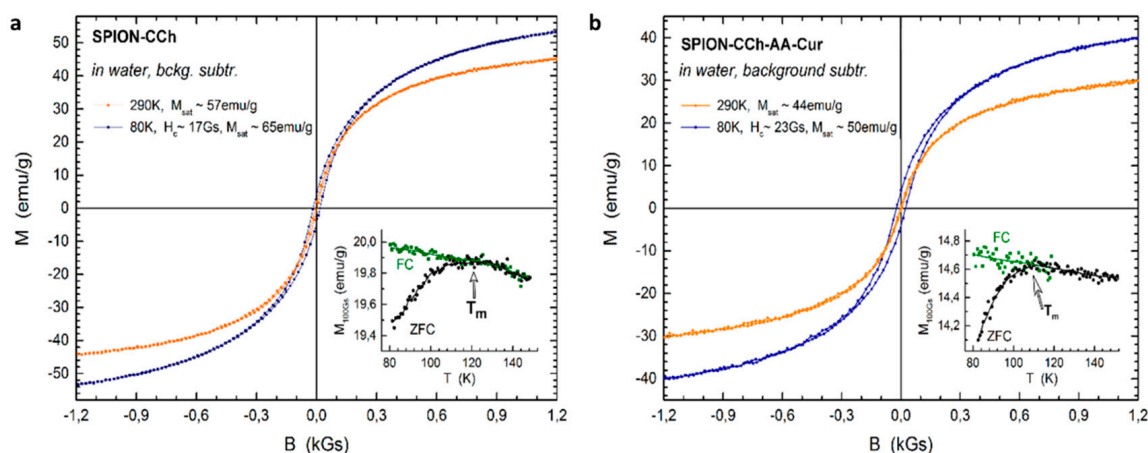 a
SPION-CCh
in water, bckg. subtr.
290K, Msat ~ 57emu/g
80K, Hc~ 17Gs, Msat ~ 65emu/g
M (emu/g)
50
40
30
20
10
0
-10
-20
-30
-40
-50
-1,2 -0,9 -0,6 -0,3 0,0 0,3 0,6 0,9 1,2
B (kGs)
M100Gs (emu/g)
20,0
19,8
19,6
19,4
FC
ZFC
Tm
80 100 120 140
T (K)
b
SPION-CCh-AA-Cur
in water, background subtr.
290K, Msat ~ 44emu/g
80K, Hc~ 23Gs, Msat ~ 50emu/g
M (emu/g)
40
30
20
10
0
-10
-20
-30
-40
-1,2 -0,9 -0,6 -0,3 0,0 0,3 0,6 0,9 1,2
B (kGs)
M100Gs (emu/g)
14,8
14,6
14,4
14,2
FC
ZFC
Tm
80 100 120 140
T (K)